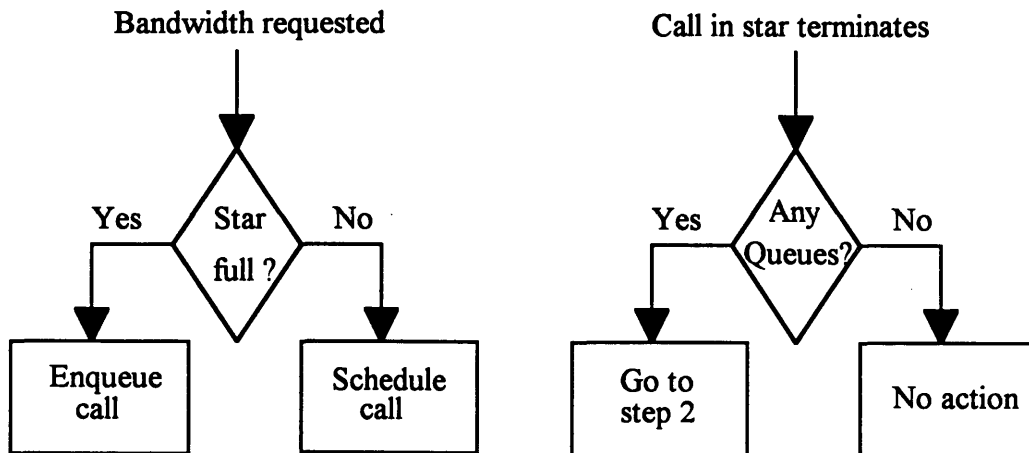 Bandwidth requested
Yes
Star
full ?
No
Enqueue
call
Schedule
call
Call in star terminates
Yes
Any
Queues?
No
Go to
step 2
No action